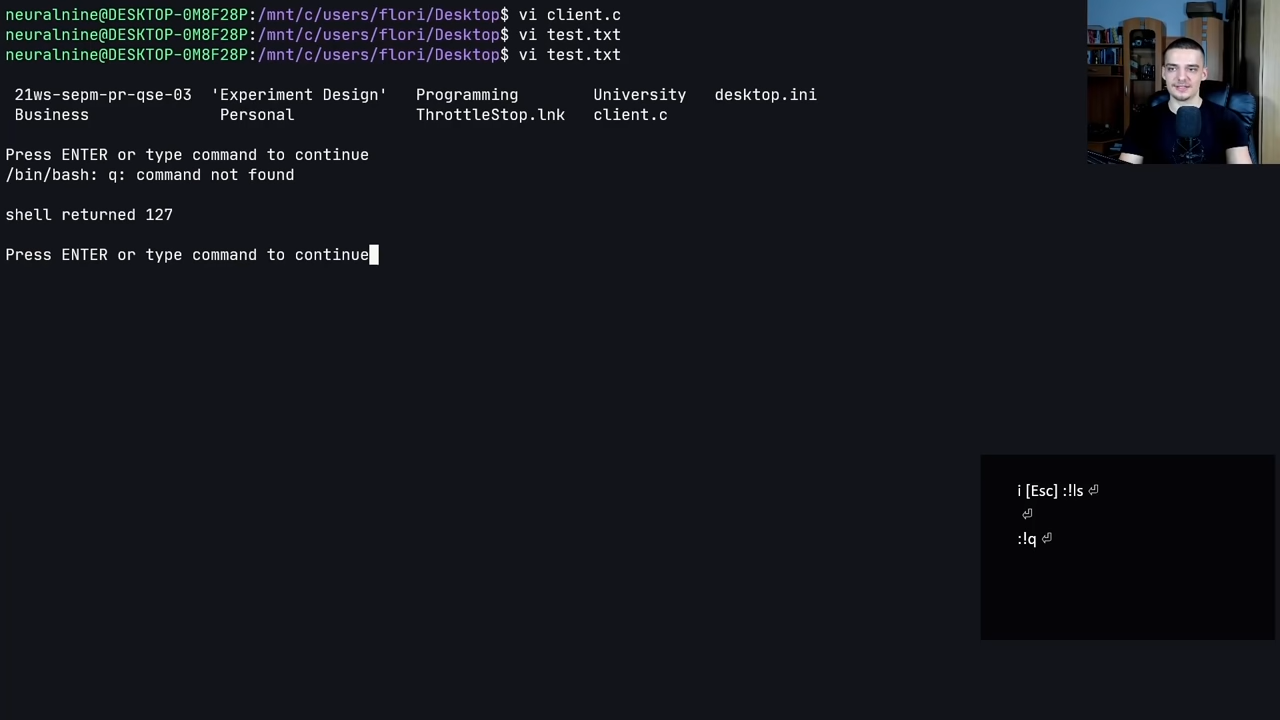 neuralnine@DESKTOP-0M8F28P:/mnt/c/users/flori/Desktop$ vi client.c
neuralnine@DESKTOP-0M8F28P:/mnt/c/users/flori/Desktop$ vi test.txt
neuralnine@DESKTOP-0M8F28P:/mnt/c/users/flori/Desktop$ vi test.txt
21ws-sepm-pr-qse-03 'Experiment Design' Programming University desktop.ini
Business Personal ThrottleStop.lnk client.c
Press ENTER or type command to continue
/bin/bash: q: command not found
shell returned 127
Press ENTER or type command to continue
i [Esc] :!ls ⏎
⏎
:!q ⏎